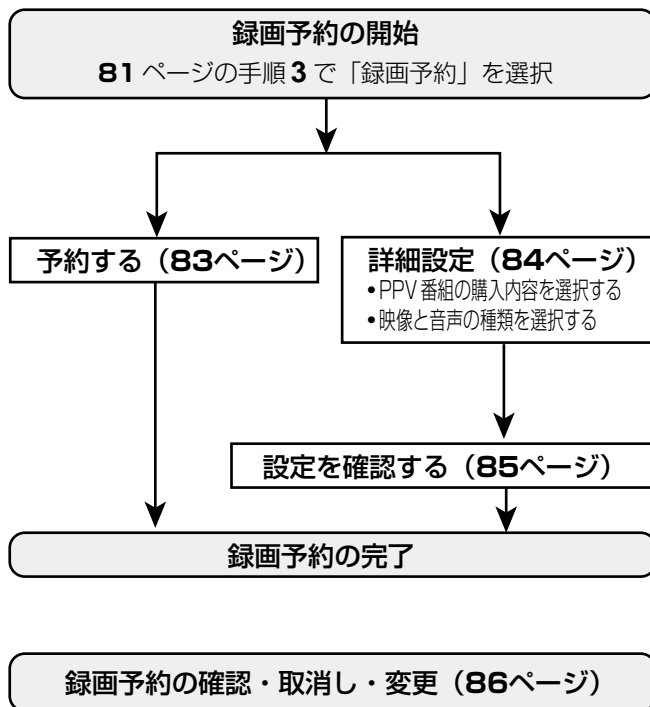 録画予約の開始
81 ページの手順 3 で「録画予約」を選択
予約する（83ページ）
詳細設定（84ページ）
•PPV 番組の購入内容を選択する
•映像と音声の種類を選択する
設定を確認する（85ページ）
録画予約の完了
録画予約の確認・取消し・変更（86ページ）